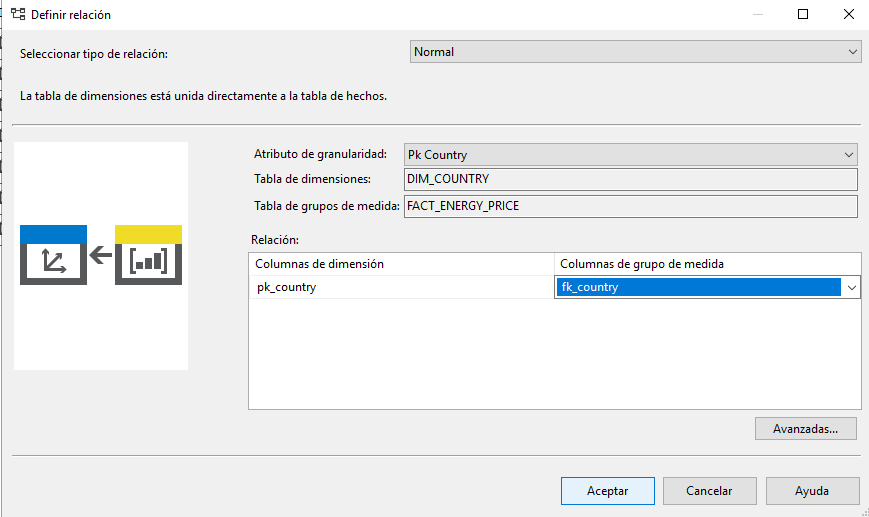 Definir relación
Seleccionar tipo de relación:
Normal
La tabla de dimensiones está unida directamente a la tabla de hechos.
Atributo de granularidad:
Pk Country
Tabla de dimensiones:
DIM_COUNTRY
Tabla de grupos de medida:
FACT_ENERGY_PRICE
Relación:
Columnas de dimensión
Columnas de grupo de medida
pk_country
fk_country
Avanzadas...
Aceptar
Cancelar
Ayuda